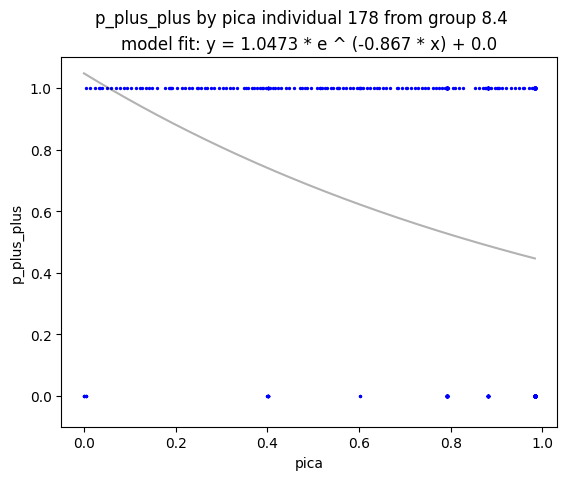 p_plus_plus by pica individual 178 from group 8.4
model fit: y = 1.0473 * e ^ (-0.867 * x) + 0.0
1.0
0.8
0.6
0.4
0.2
0.0
p_plus_plus
0.0 0.2 0.4 0.6 0.8 1.0
pica